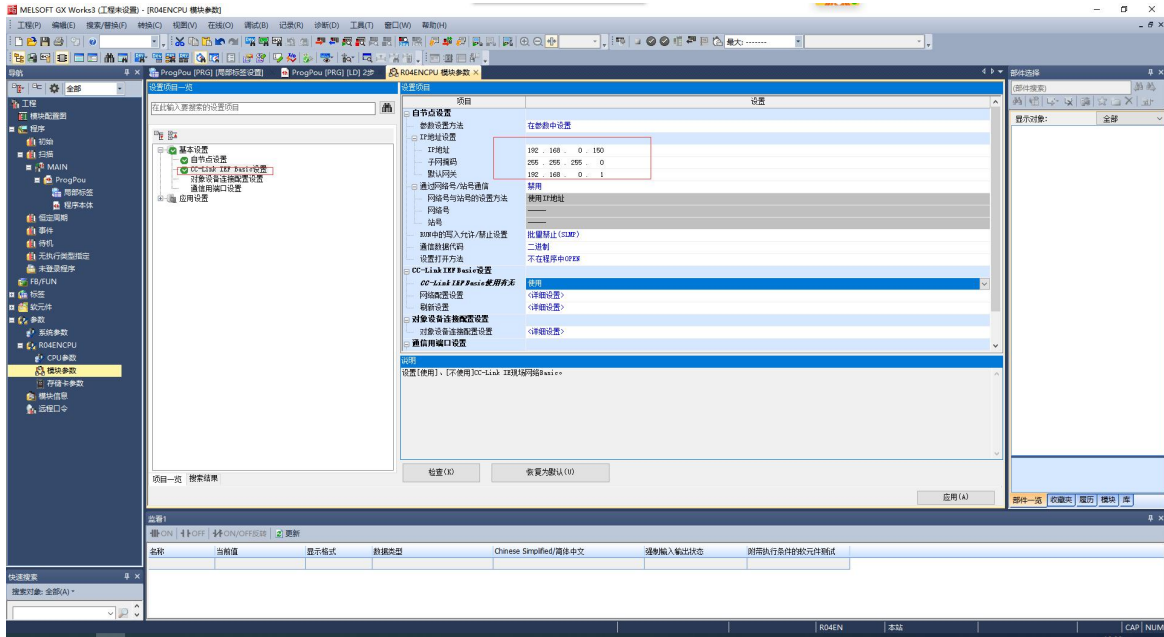 MELSOFT GX Works3 (工程未设置) - [R04ENCPU 模块参数]
工程(P) 编辑(E) 搜索/替换(F) 转换(C) 视图(V) 在线(O) 调试(B) 记录(R) 诊断(D) 工具(T) 窗口(W) 帮助(H)
最大: -------
导航
ProgPou [PRG] [局部标签设置]
ProgPou [PRG] [LD] 2步
R04ENCPU 模块参数
部件选择
全部
设置项目一览
设置项目
(部件搜索)
在此输入要搜索的设置项目
显示对象: 全部
工程
模块配置图
程序
初始
扫描
MAIN
ProgPou
局部标签
程序本体
恒定周期
事件
待机
无执行类型指定
未登录程序
FB/FUN
标签
软元件
参数
系统参数
R04ENCPU
CPU参数
模块参数
存储卡参数
模块信息
远程口令
基本设置
自节点设置
CC-Link IEF Basic设置
对象设备连接配置设置
通信用端口设置
应用设置
项目一览 搜索结果
项目 设置
自节点设置
参数设置方法 在参数中设置
IP地址设置
IP地址 192 . 168 . 0 . 150
子网掩码 255 . 255 . 255 . 0
默认网关 192 . 168 . 0 . 1
通过网络号/站号通信 禁用
网络号与站号的设置方法 使用IP地址
网络号 ——
站号 ——
RUN中的写入允许/禁止设置 批量禁止(SLMP)
通信数据代码 二进制
设置打开方法 不在程序中OPEN
CC-Link IEF Basic设置
CC-Link IEF Basic使用有无 使用
网络配置设置 <详细设置>
刷新设置 <详细设置>
对象设备连接配置设置
对象设备连接配置设置 <详细设置>
通信用端口设置
说明
设置[使用]、[不使用]CC-Link IE现场网络Basic。
检查(K) 恢复为默认(U)
应用(A)
部件一览 收藏夹 履历 模块 库
监看1
ON OFF ON/OFF反转 更新
名称 当前值 显示格式 数据类型 Chinese Simplified/简体中文 强制输入输出状态 附带执行条件的软元件测试
快速搜索
搜索对象: 全部(A)
R04EN 本站 CAP NUM